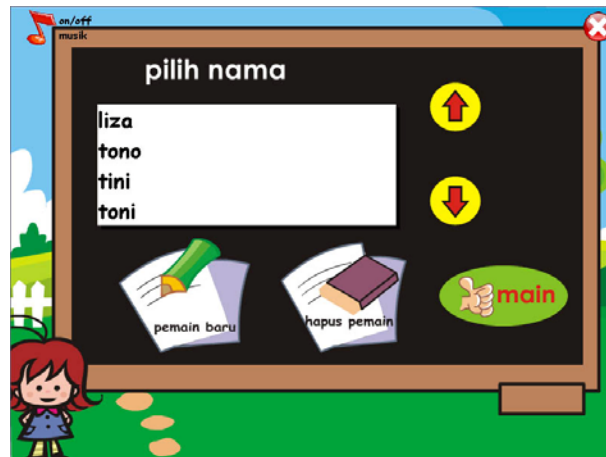 on/off
musik
pilih nama
liza
tono
tini
toni
pemain baru
hapus pemain
main